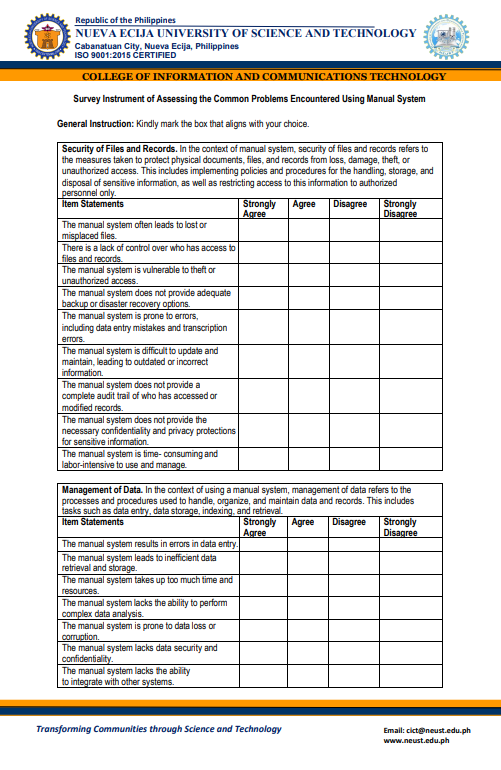 Republic of the Philippines
NUEVA ECIJA UNIVERSITY OF SCIENCE AND TECHNOLOGY
Cabanatuan City, Nueva Ecija, Philippines
ISO 9001:2015 CERTIFIED
COLLEGE OF INFORMATION AND COMMUNICATIONS TECHNOLOGY
Survey Instrument of Assessing the Common Problems Encountered Using Manual System
General Instruction: Kindly mark the box that aligns with your choice.
Security of Files and Records. In the context of manual system, security of files and records refers to
the measures taken to protect physical documents, files, and records from loss, damage, theft, or
unauthorized access. This includes implementing policies and procedures for the handling, storage, and
disposal of sensitive information, as well as restricting access to this information to authorized
personnel only.
Item Statements Strongly Agree Agree Disagree Strongly Disagree
The manual system often leads to lost or
misplaced files.
There is a lack of control over who has access to
files and records.
The manual system is vulnerable to theft or
unauthorized access.
The manual system does not provide adequate
backup or disaster recovery options.
The manual system is prone to errors,
including data entry mistakes and transcription
errors.
The manual system is difficult to update and
maintain, leading to outdated or incorrect
information.
The manual system does not provide a
complete audit trail of who has accessed or
modified records.
The manual system does not provide the
necessary confidentiality and privacy protections
for sensitive information.
The manual system is time- consuming and
labor-intensive to use and manage.
Management of Data. In the context of using a manual system, management of data refers to the
processes and procedures used to handle, organize, and maintain data and records. This includes
tasks such as data entry, data storage, indexing, and retrieval.
Item Statements Strongly Agree Agree Disagree Strongly Disagree
The manual system results in errors in data entry.
The manual system leads to inefficient data
retrieval and storage.
The manual system takes up too much time and
resources.
The manual system lacks the ability to perform
complex data analysis.
The manual system is prone to data loss or
corruption.
The manual system lacks data security and
confidentiality.
The manual system lacks the ability
to integrate with other systems.
Transforming Communities through Science and Technology
Email: cict@neust.edu.ph
www.neust.edu.ph